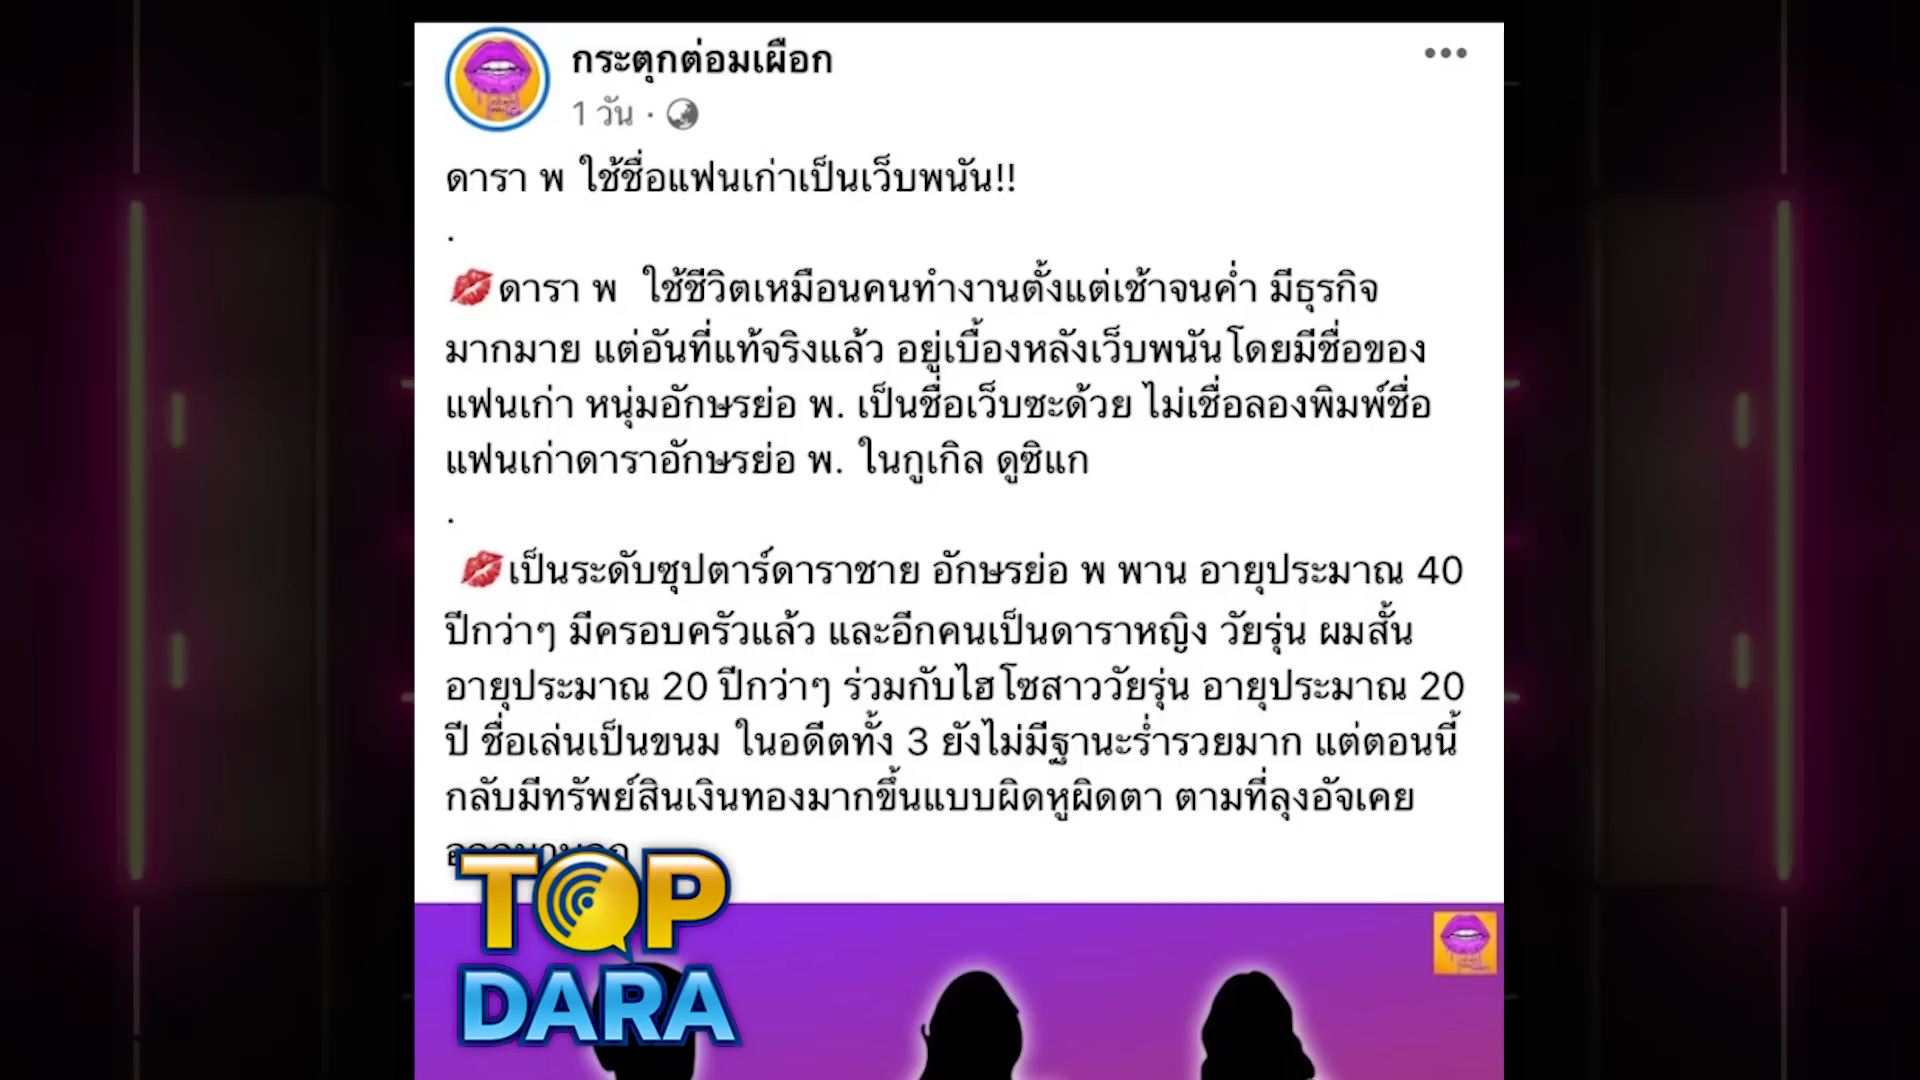 กระตุกต่อมเผือก
1 วัน ·
ดารา พ ใช้ชื่อแฟนเก่าเป็นเว็บพนัน!!
.
💋ดารา พ ใช้ชีวิตเหมือนคนทำงานตั้งแต่เช้าจนค่ำ มีธุรกิจ
มากมาย แต่อันที่แท้จริงแล้ว อยู่เบื้องหลังเว็บพนันโดยมีชื่อของ
แฟนเก่า หนุ่มอักษรย่อ พ. เป็นชื่อเว็บซะด้วย ไม่เชื่อลองพิมพ์ชื่อ
แฟนเก่าดาราอักษรย่อ พ. ในกูเกิล ดูซิแก
.
💋เป็นระดับซุปตาร์ดาราชาย อักษรย่อ พ พาน อายุประมาณ 40
ปีกว่าๆ มีครอบครัวแล้ว และอีกคนเป็นดาราหญิง วัยรุ่น ผมสั้น
อายุประมาณ 20 ปีกว่าๆ ร่วมกับไฮโซสาววัยรุ่น อายุประมาณ 20
ปี ชื่อเล่นเป็นขนม ในอดีตทั้ง 3 ยังไม่มีฐานะร่ำรวยมาก แต่ตอนนี้
กลับมีทรัพย์สินเงินทองมากขึ้นแบบผิดหูผิดตา ตามที่ลุงอัจเคย
TOP
DARA